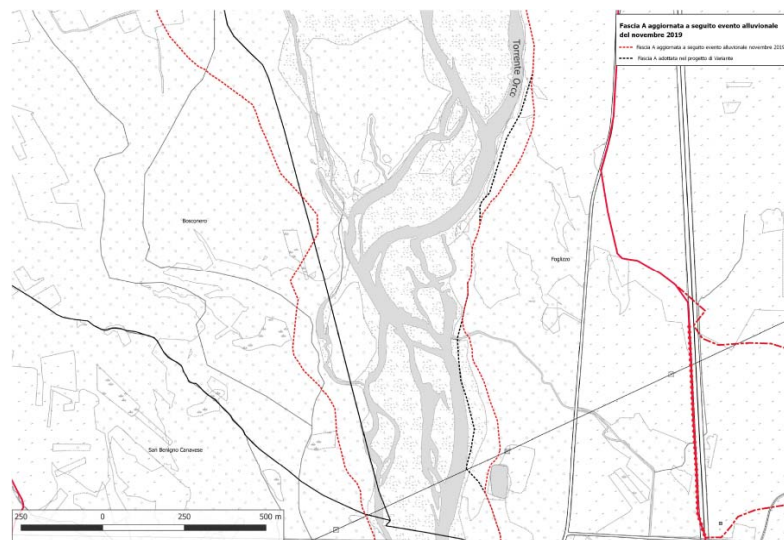 Fascia A aggiornata a seguito evento alluvionale
del novembre 2019
Fascia A aggiornata a seguito evento alluvionale novembre 2019
Fascia A adottata nel progetto di Variante
Torrente Orco
Bosconero
Foglizzo
San Benigno Canavese
250 0 250 500 m